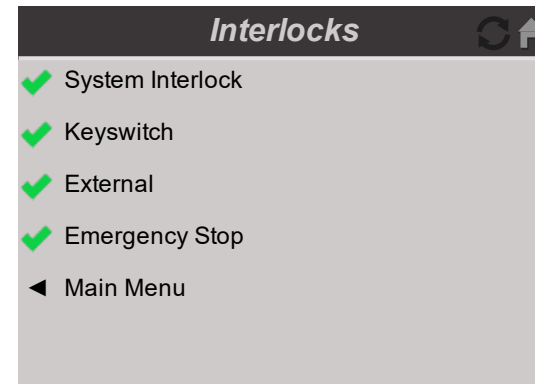 Interlocks
System Interlock
Keyswitch
External
Emergency Stop
Main Menu